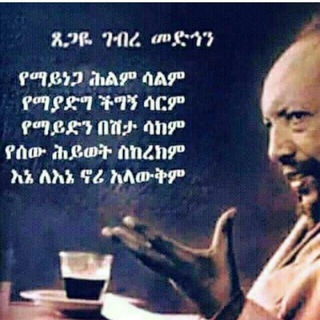 ጸጋዬ ገብረ መድኅን
የማይነጋ ሕልም ሳልም
የማያድግ ችግኝ ሳርም
የማይድን በሽታ ሳክም
የሰው ሕይወት ስከረክም
እኔ ለእኔ ኖሬ አላውቅም